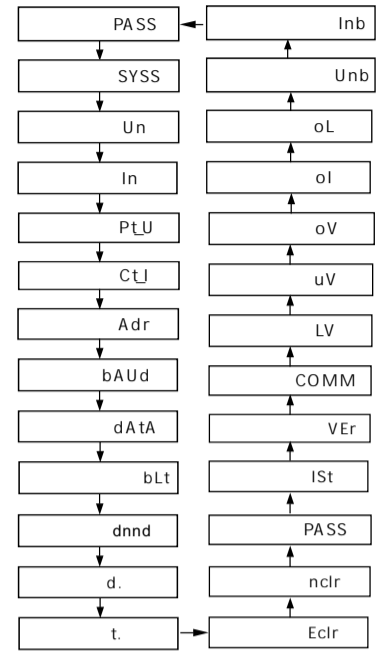 PASS
SYSS
Un
In
Pt_U
Ct_I
Adr
bAUd
dAtA
bLt
dnnd
d.
t.
Eclr
nclr
PASS
ISt
VEr
COMM
LV
uV
oV
oI
oL
Unb
Inb